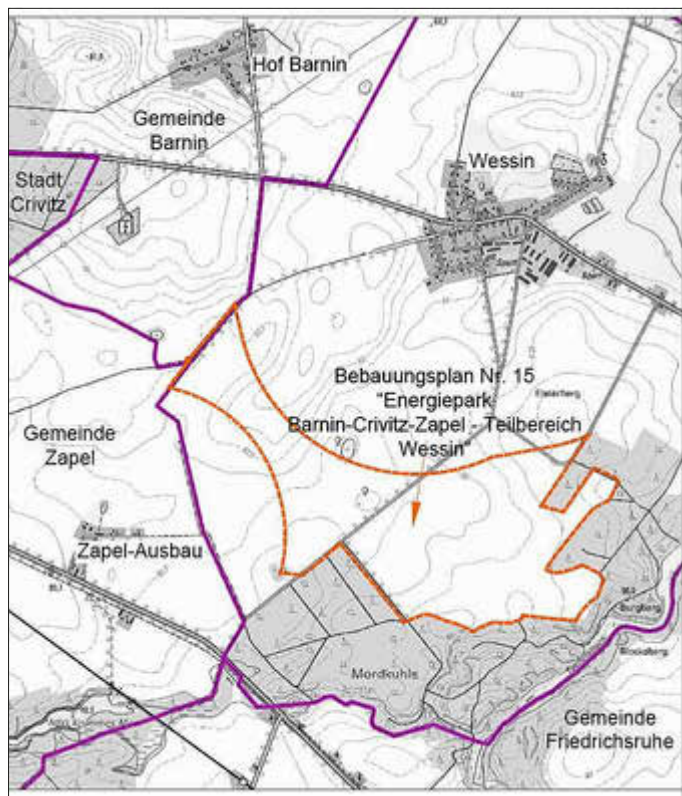 Hof Barnin
Gemeinde
Barnin
Wessin
Stadt
Crivitz
Bebauungsplan Nr. 15
"Energiepark
Barnin-Crivitz-Zapel - Teilbereich
Wessin"
Gemeinde
Zapel
Zapel-Ausbau
Mordkuhls
Burgberg
Blocksberg
Gemeinde
Friedrichsruhe